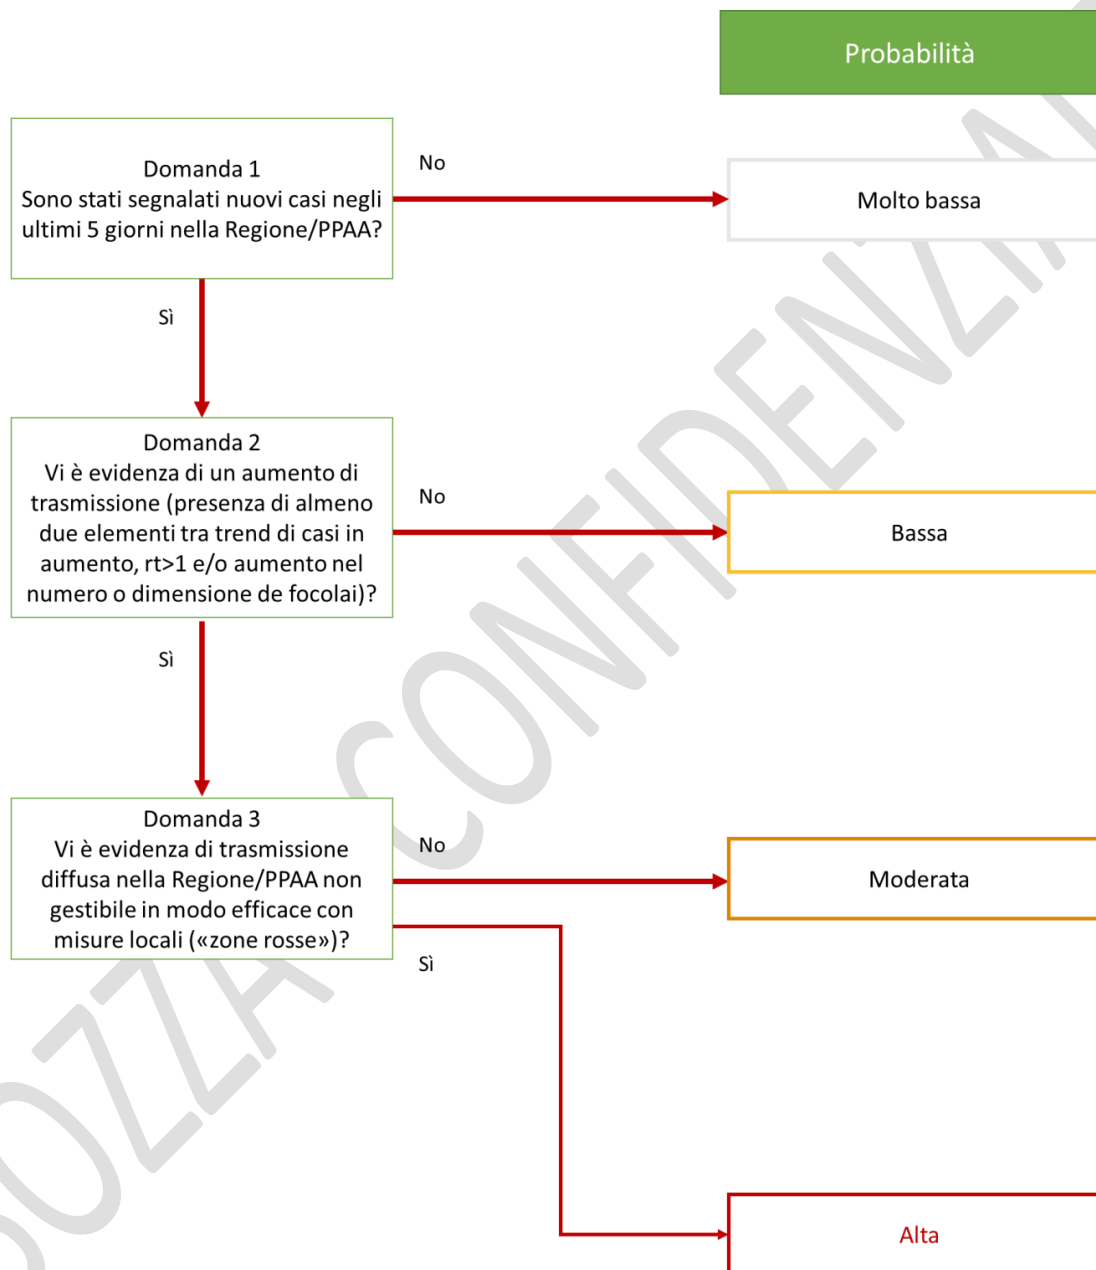 Probabilità
Domanda 1
Sono stati segnalati nuovi casi negli
ultimi 5 giorni nella Regione/PPAA?
No
Molto bassa
Sì
Domanda 2
Vi è evidenza di un aumento di
trasmissione (presenza di almeno
due elementi tra trend di casi in
aumento, rt>1 e/o aumento nel
numero o dimensione de focolai)?
No
Bassa
Sì
Domanda 3
Vi è evidenza di trasmissione
diffusa nella Regione/PPAA non
gestibile in modo efficace con
misure locali («zone rosse»)?
No
Moderata
Sì
Alta
BOZZA CONFIDENZIA